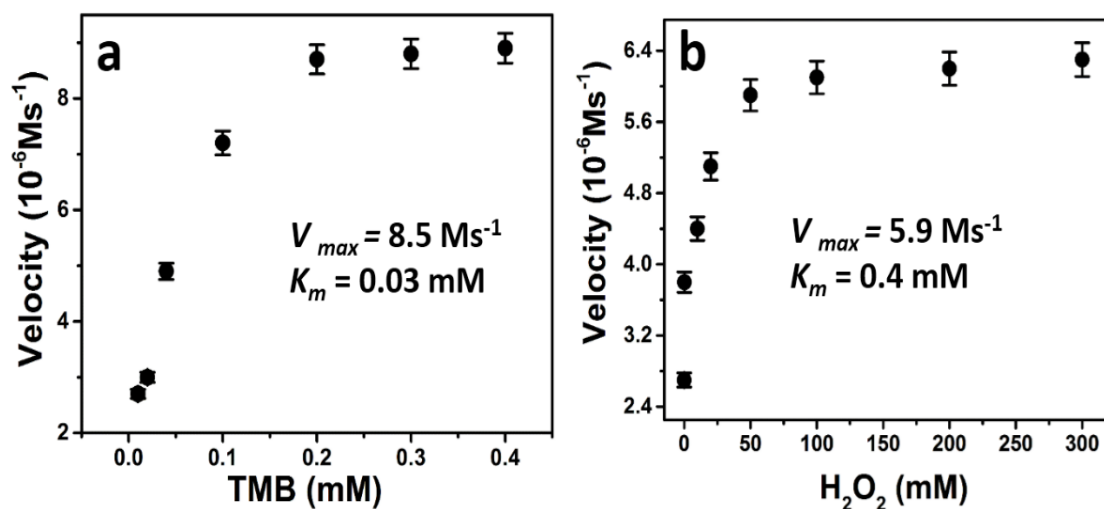 a
Velocity (10⁻⁶Ms⁻¹)
8
6
4
2
V max = 8.5 Ms⁻¹
Km = 0.03 mM
0.0 0.1 0.2 0.3 0.4
TMB (mM)
b
Velocity (10⁻⁶Ms⁻¹)
6.4
5.6
4.8
4.0
3.2
2.4
V max = 5.9 Ms⁻¹
Km = 0.4 mM
0 50 100 150 200 250 300
H₂O₂ (mM)